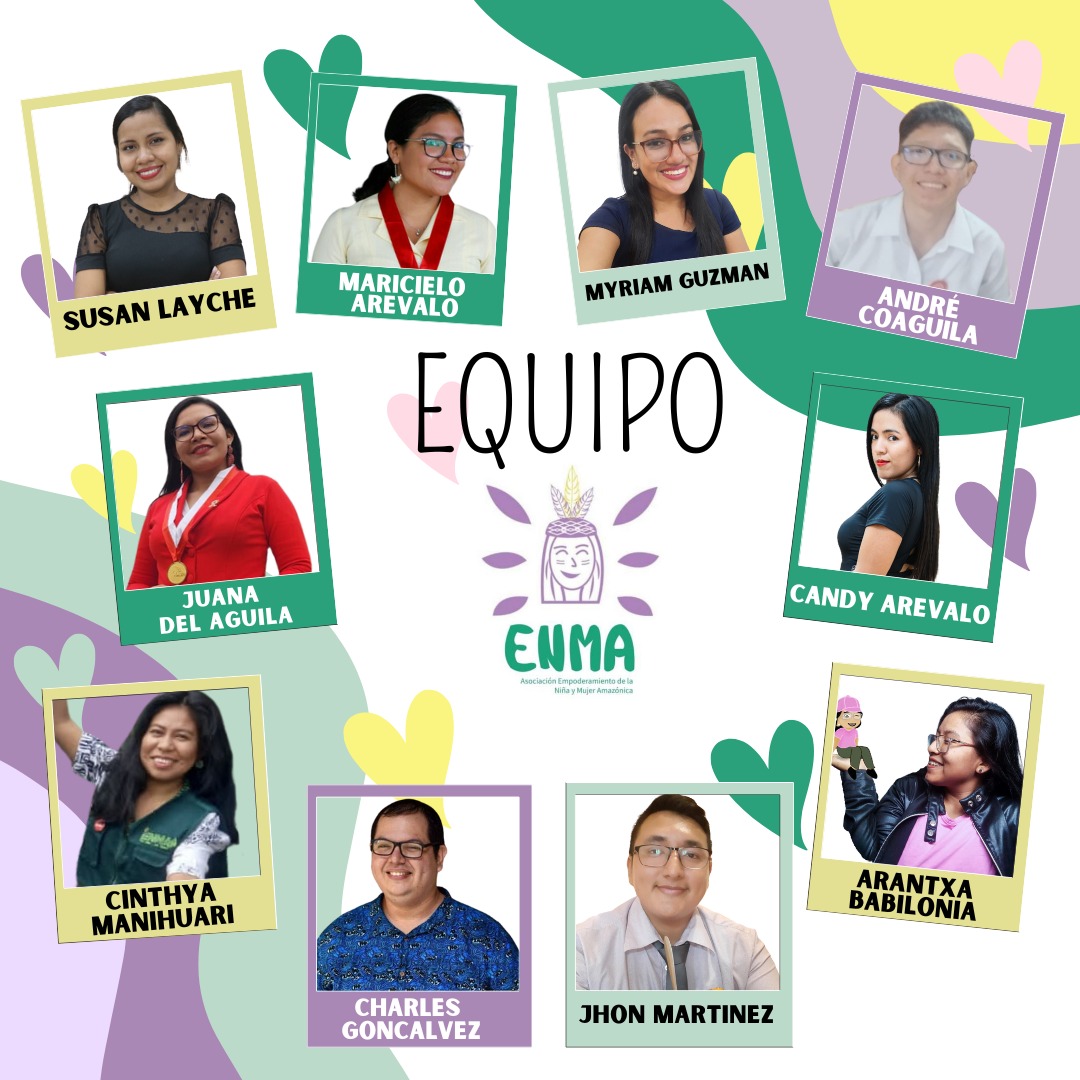 SUSAN LAYCHE
MARICIELO
AREVALO
MYRIAM GUZMAN
ANDRÉ
COAGUILA
EQUIPO
JUANA
DEL AGUILA
CANDY AREVALO
ENMA
Asociación Empoderamiento de la
Niña y Mujer Amazónica
CINTHYA
MANIHUARI
ARANTXA
BABILONIA
CHARLES
GONCALVEZ
JHON MARTINEZ